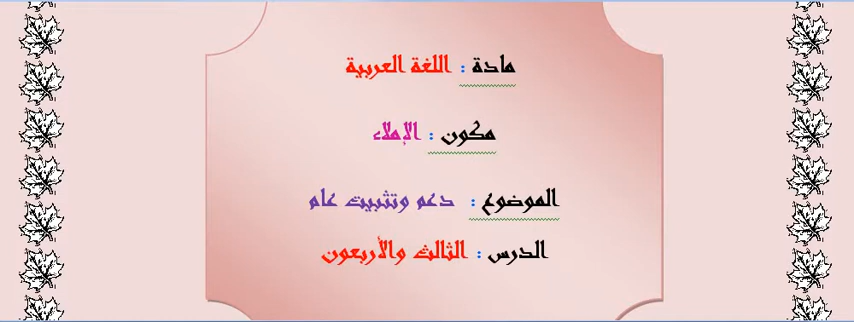 مادة : اللغة العربية
مكون : الإملاء
الموضوع : دعم وتثبيت عام
الدرس : الثالث والأربعون